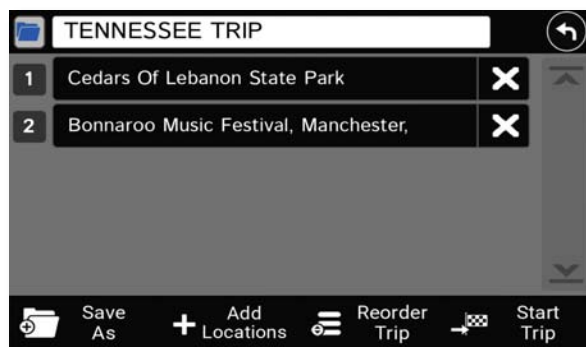 TENNESSEE TRIP
1 Cedars Of Lebanon State Park
2 Bonnaroo Music Festival, Manchester,
Save As
Add Locations
Reorder Trip
Start Trip